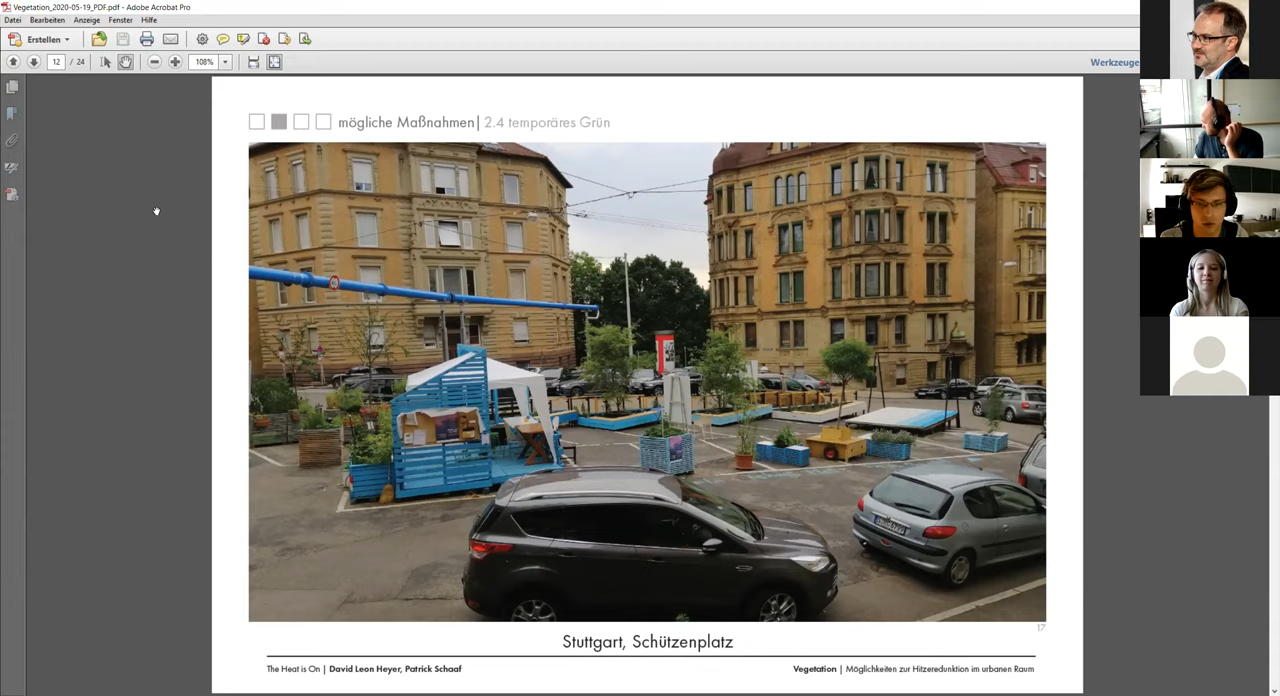 Vegetation_2020-05-19_PDF.pdf - Adobe Acrobat Pro
Datei Bearbeiten Anzeige Fenster Hilfe
Erstellen
12 / 24 108% Werkzeuge
mögliche Maßnahmen| 2.4 temporäres Grün
17
Stuttgart, Schützenplatz
The Heat is On | David Leon Heyer, Patrick Schaaf
Vegetation | Möglichkeiten zur Hitzeredunktion im urbanen Raum